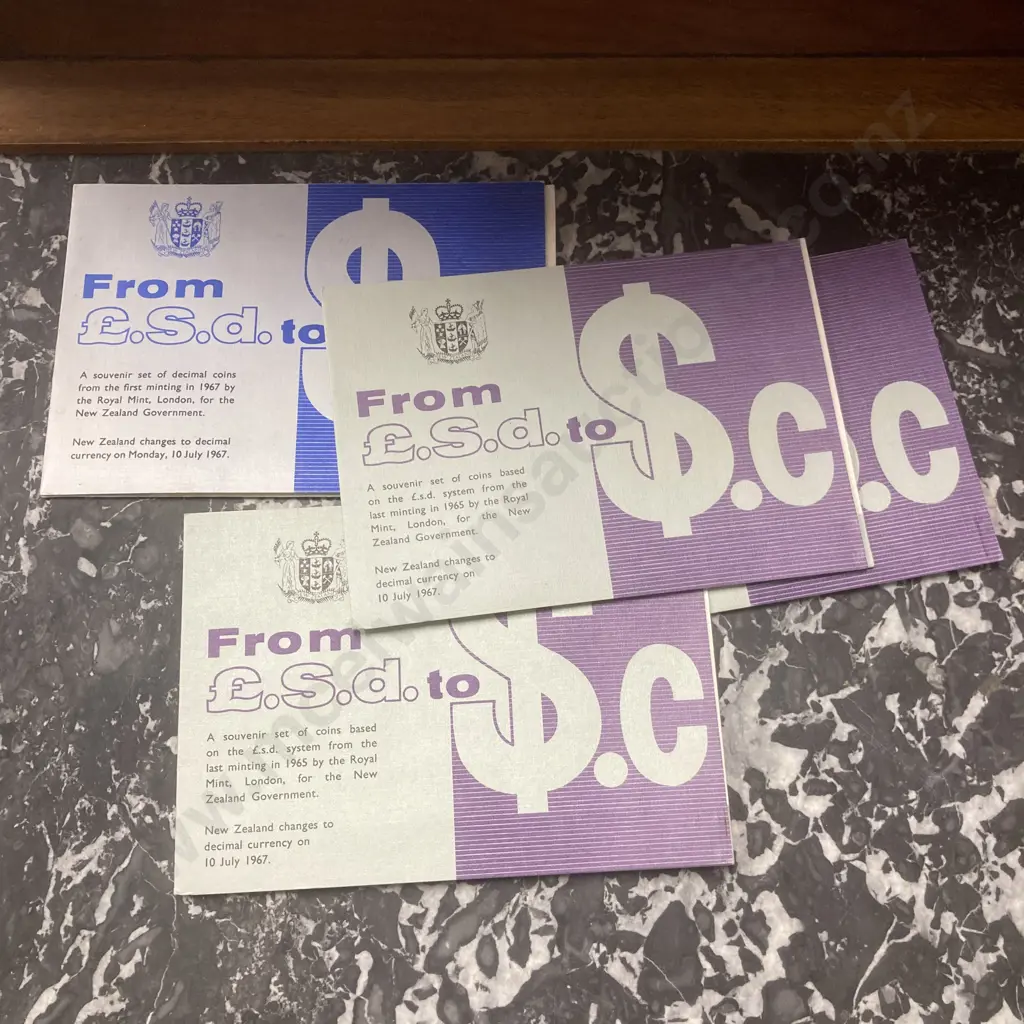 From
£.S.d. to
A souvenir set of decimal coins
from the first minting in 1967 by
the Royal Mint, London, for the
New Zealand Government.
New Zealand changes to decimal
currency on Monday, 10 July 1967.
$
From
£.S.d. to
$.c
A souvenir set of coins based
on the £.s.d. system from the
last minting in 1965 by the Royal
Mint, London, for the New
Zealand Government.
New Zealand changes to
decimal currency on
10 July 1967.
.c
From
£.S.d. to
$.c
A souvenir set of coins based
on the £.s.d. system from the
last minting in 1965 by the Royal
Mint, London, for the New
Zealand Government.
New Zealand changes to
decimal currency on
10 July 1967.